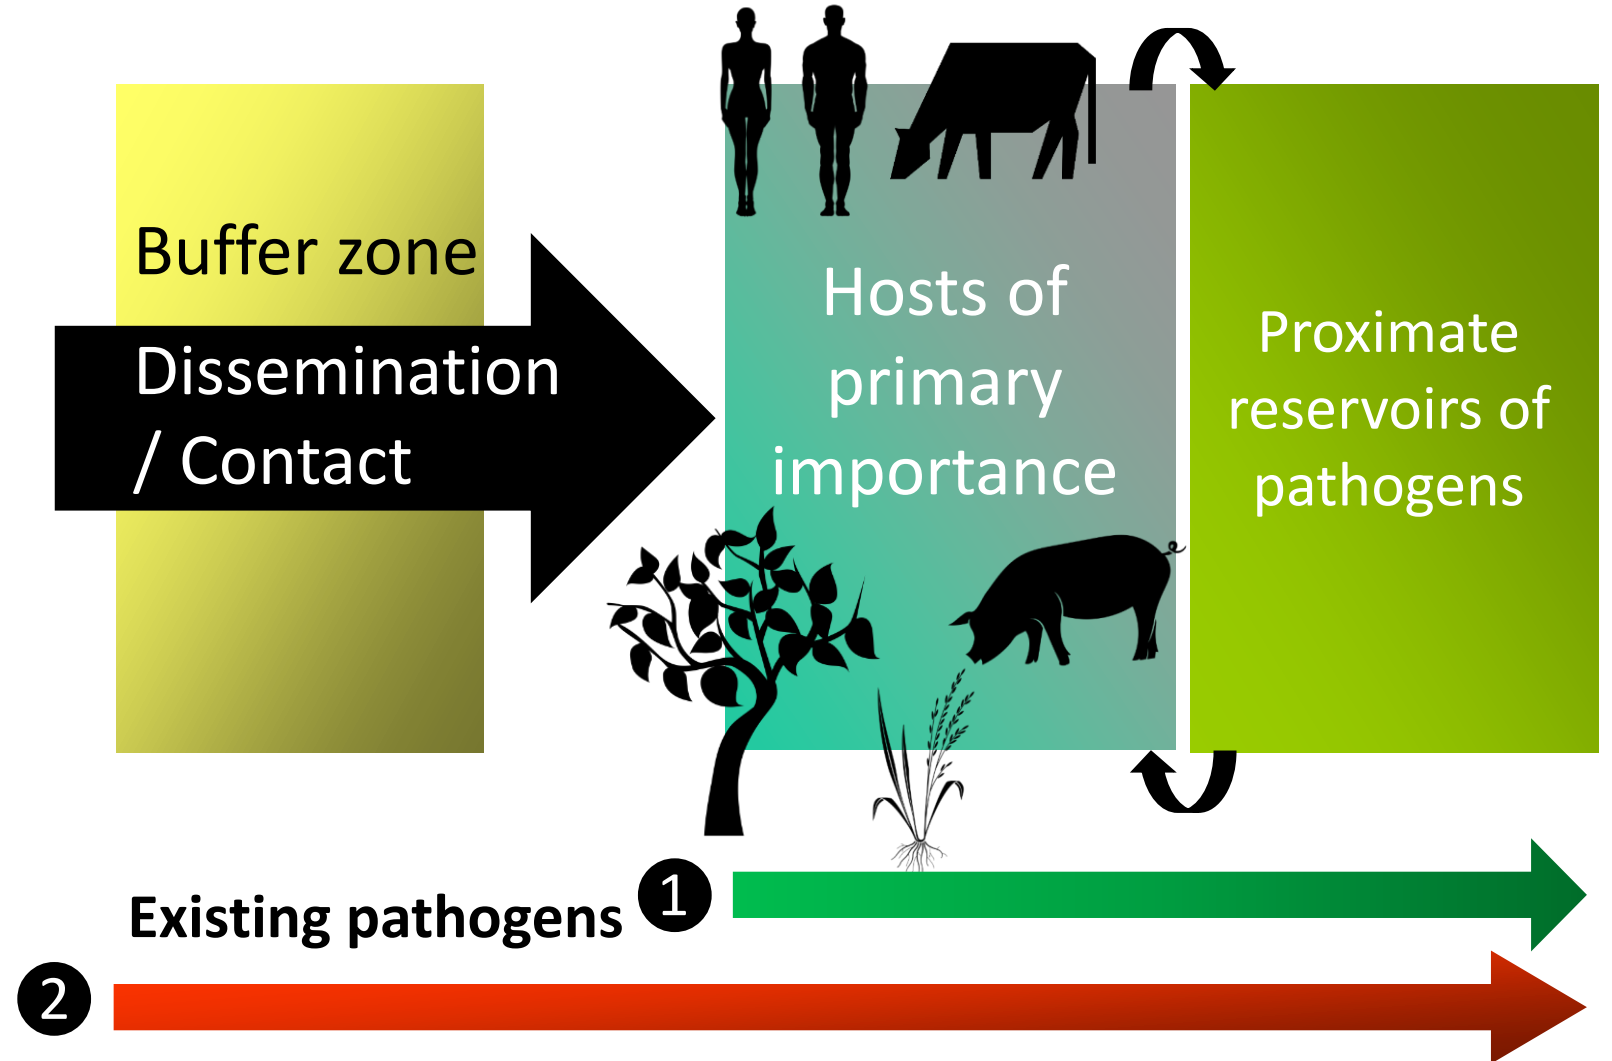 Buffer zone
Dissemination
/ Contact
Hosts of
primary
importance
Proximate
reservoirs of
pathogens
Existing pathogens
1
2